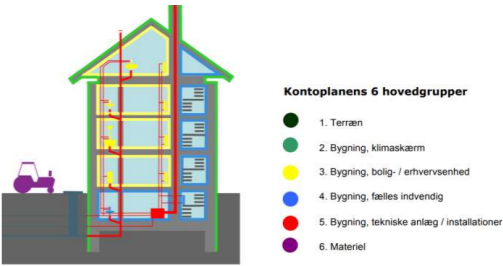 Kontoplanens 6 hovedgrupper
1. Terræn
2. Bygning, klimaskærm
3. Bygning, bolig- / erhvervsenhed
4. Bygning, fælles indvendig
5. Bygning, tekniske anlæg / installationer
6. Materiel